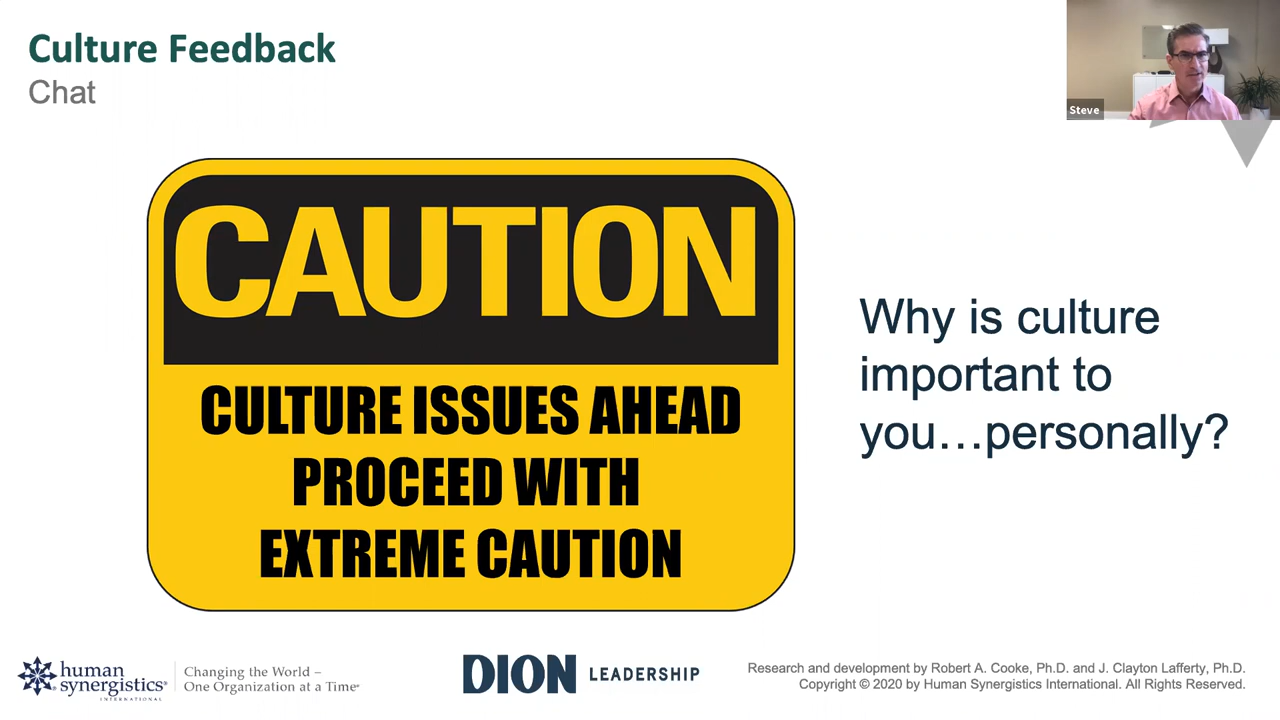 Culture Feedback
Chat
Steve
CAUTION
CULTURE ISSUES AHEAD
PROCEED WITH
EXTREME CAUTION
Why is culture
important to
you…personally?
human
synergistics®
INTERNATIONAL
Changing the World –
One Organization at a Time®
DION LEADERSHIP
Research and development by Robert A. Cooke, Ph.D. and J. Clayton Lafferty, Ph.D.
Copyright © 2020 by Human Synergistics International. All Rights Reserved.